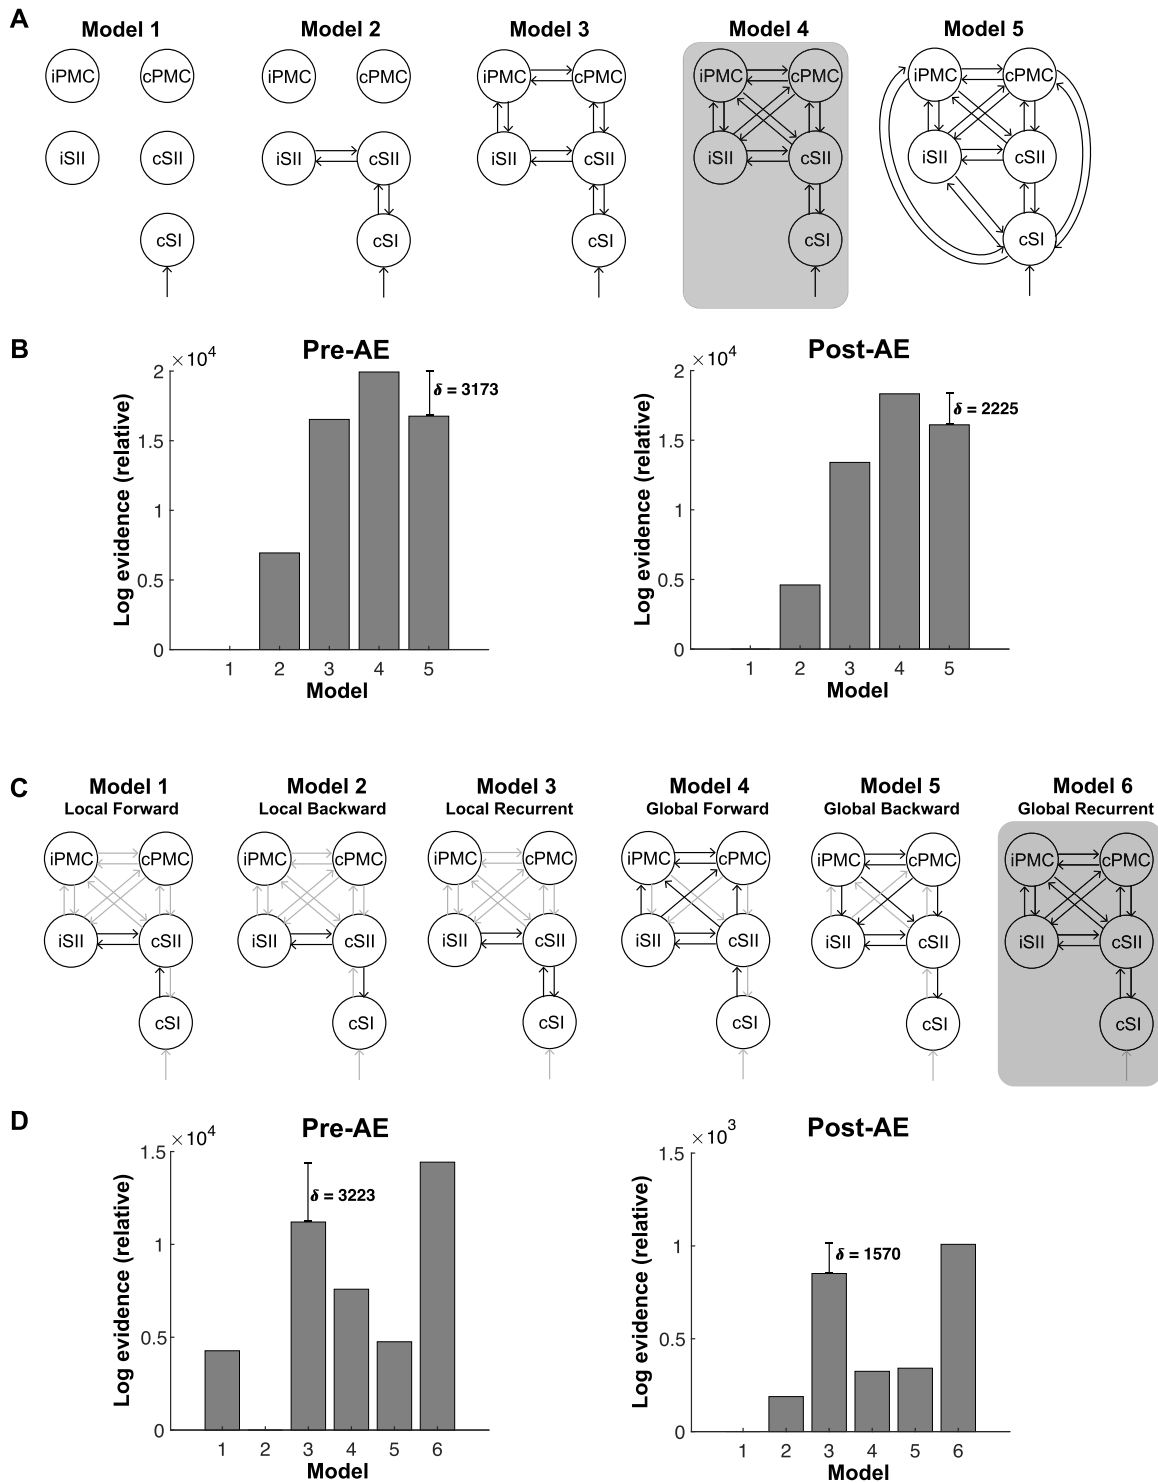 A
Model 1 Model 2 Model 3 Model 4 Model 5
iPMC cPMC iPMC cPMC iPMC cPMC iPMC cPMC iPMC cPMC
iSII cSII iSII cSII iSII cSII iSII cSII iSII cSII
cSI cSI cSI cSI cSI
B
Pre-AE
×10⁴
Log evidence (relative)
2
1.5
1
0.5
0
δ = 3173
1 2 3 4 5
Model
Post-AE
×10⁴
Log evidence (relative)
2
1.5
1
0.5
0
δ = 2225
1 2 3 4 5
Model
C
Model 1 Model 2 Model 3 Model 4 Model 5 Model 6
Local Forward Local Backward Local Recurrent Global Forward Global Backward Global Recurrent
iPMC cPMC iPMC cPMC iPMC cPMC iPMC cPMC iPMC cPMC iPMC cPMC
iSII cSII iSII cSII iSII cSII iSII cSII iSII cSII iSII cSII
cSI cSI cSI cSI cSI cSI
D
Pre-AE
×10⁴
Log evidence (relative)
1.5
1
0.5
0
δ = 3223
1 2 3 4 5 6
Model
Post-AE
×10³
Log evidence (relative)
1.5
1
0.5
0
δ = 1570
1 2 3 4 5 6
Model